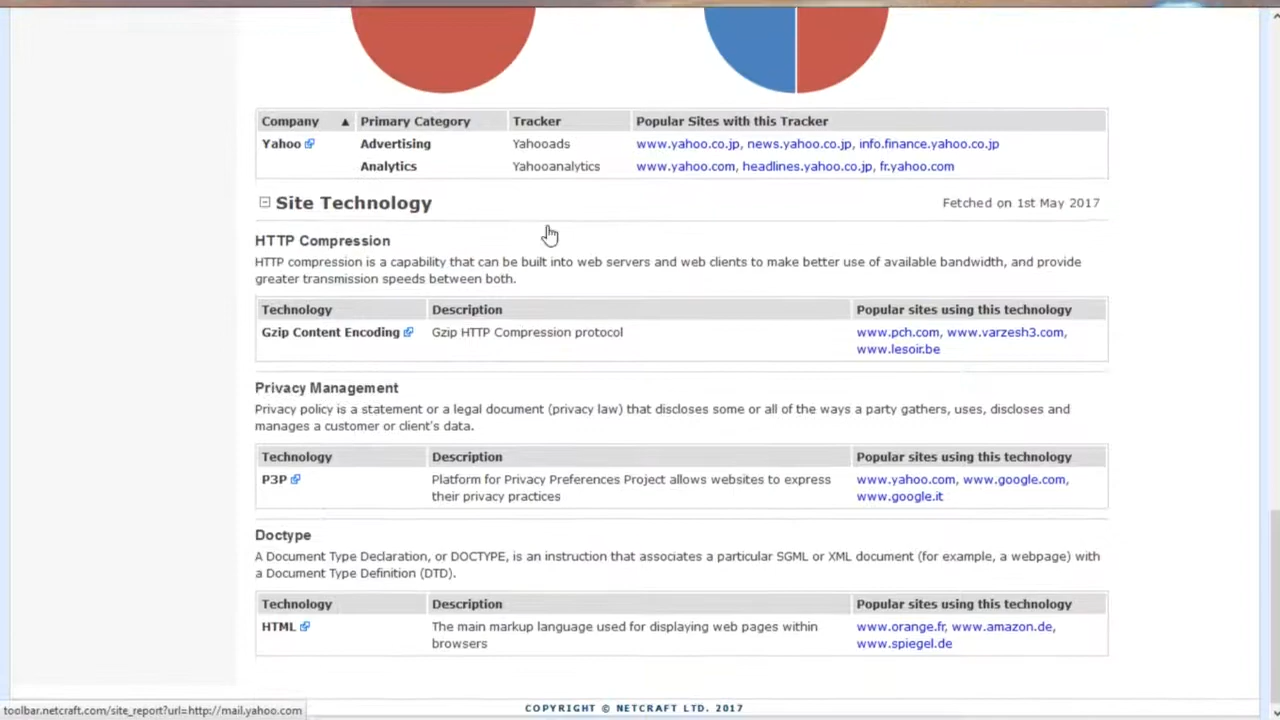 Company ▲ Primary Category Tracker Popular Sites with this Tracker
Yahoo Advertising Yahooads www.yahoo.co.jp, news.yahoo.co.jp, info.finance.yahoo.co.jp
Analytics Yahooanalytics www.yahoo.com, headlines.yahoo.co.jp, fr.yahoo.com
Site Technology Fetched on 1st May 2017
HTTP Compression
HTTP compression is a capability that can be built into web servers and web clients to make better use of available bandwidth, and provide
greater transmission speeds between both.
Technology Description Popular sites using this technology
Gzip Content Encoding Gzip HTTP Compression protocol www.pch.com, www.varzesh3.com,
www.lesoir.be
Privacy Management
Privacy policy is a statement or a legal document (privacy law) that discloses some or all of the ways a party gathers, uses, discloses and
manages a customer or client's data.
Technology Description Popular sites using this technology
P3P Platform for Privacy Preferences Project allows websites to express www.yahoo.com, www.google.com,
their privacy practices www.google.it
Doctype
A Document Type Declaration, or DOCTYPE, is an instruction that associates a particular SGML or XML document (for example, a webpage) with
a Document Type Definition (DTD).
Technology Description Popular sites using this technology
HTML The main markup language used for displaying web pages within www.orange.fr, www.amazon.de,
browsers www.spiegel.de
toolbar.netcraft.com/site_report?url=http://mail.yahoo.com COPYRIGHT © NETCRAFT LTD. 2017